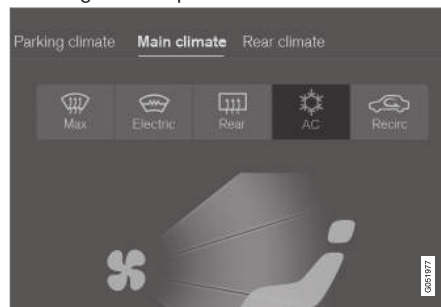 Parking climate Main climate Rear climate
Max Electric Rear AC Recirc
G051977